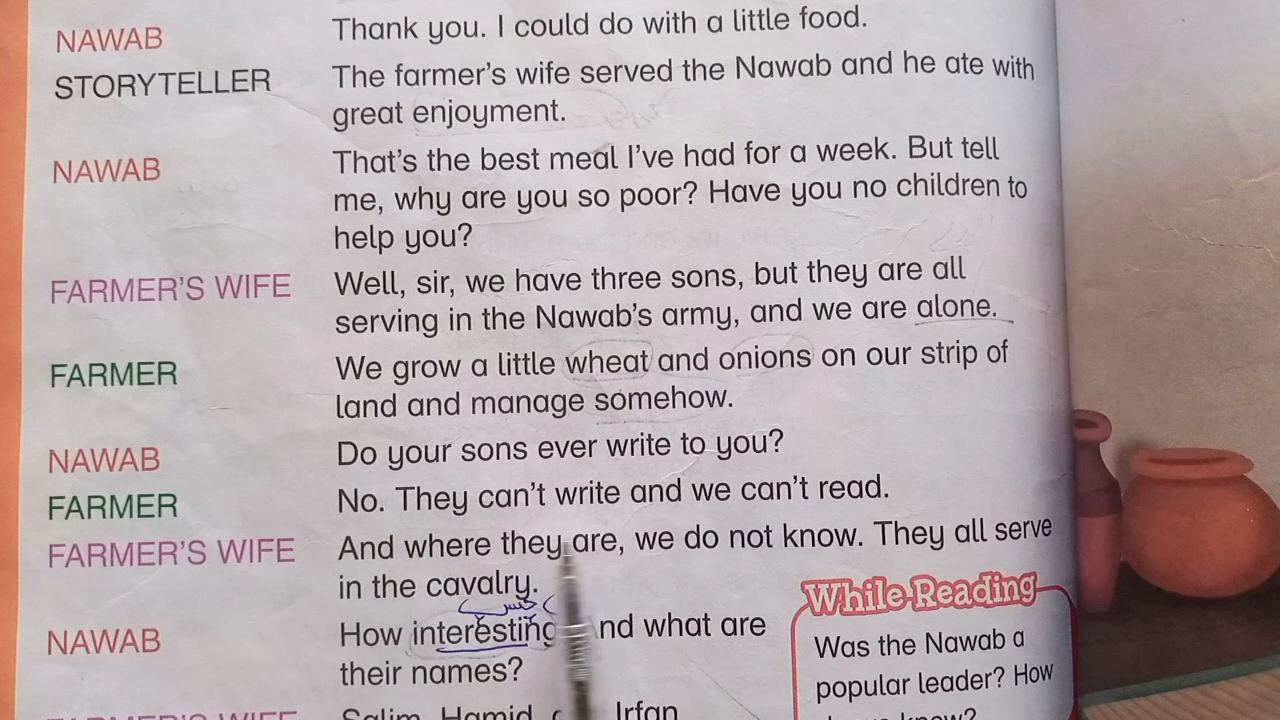 NAWAB Thank you. I could do with a little food.
STORYTELLER The farmer's wife served the Nawab and he ate with
great enjoyment.
NAWAB That's the best meal I've had for a week. But tell
me, why are you so poor? Have you no children to
help you?
FARMER'S WIFE Well, sir, we have three sons, but they are all
serving in the Nawab's army, and we are alone.
FARMER We grow a little wheat and onions on our strip of
land and manage somehow.
NAWAB Do your sons ever write to you?
FARMER No. They can't write and we can't read.
FARMER'S WIFE And where they are, we do not know. They all serve
in the cavalry.
NAWAB How interesting nd what are
their names?
FARMER'S WIFE Salim, Hamid Irfan
While Reading
Was the Nawab a
popular leader? How
know?